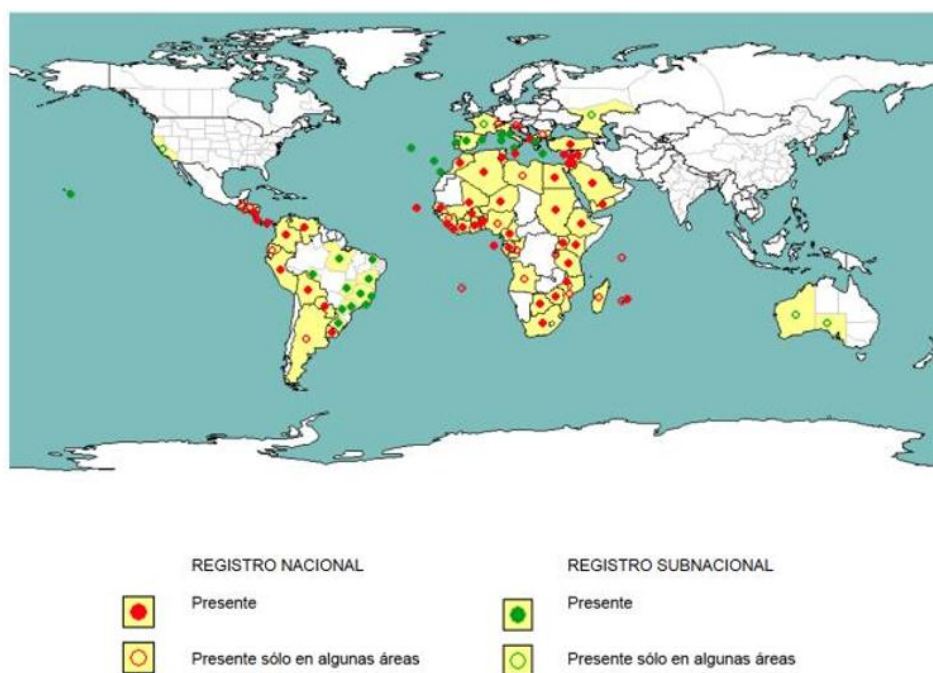 REGISTRO NACIONAL
REGISTRO SUBNACIONAL
Presente
Presente
Presente sólo en algunas áreas
Presente sólo en algunas áreas